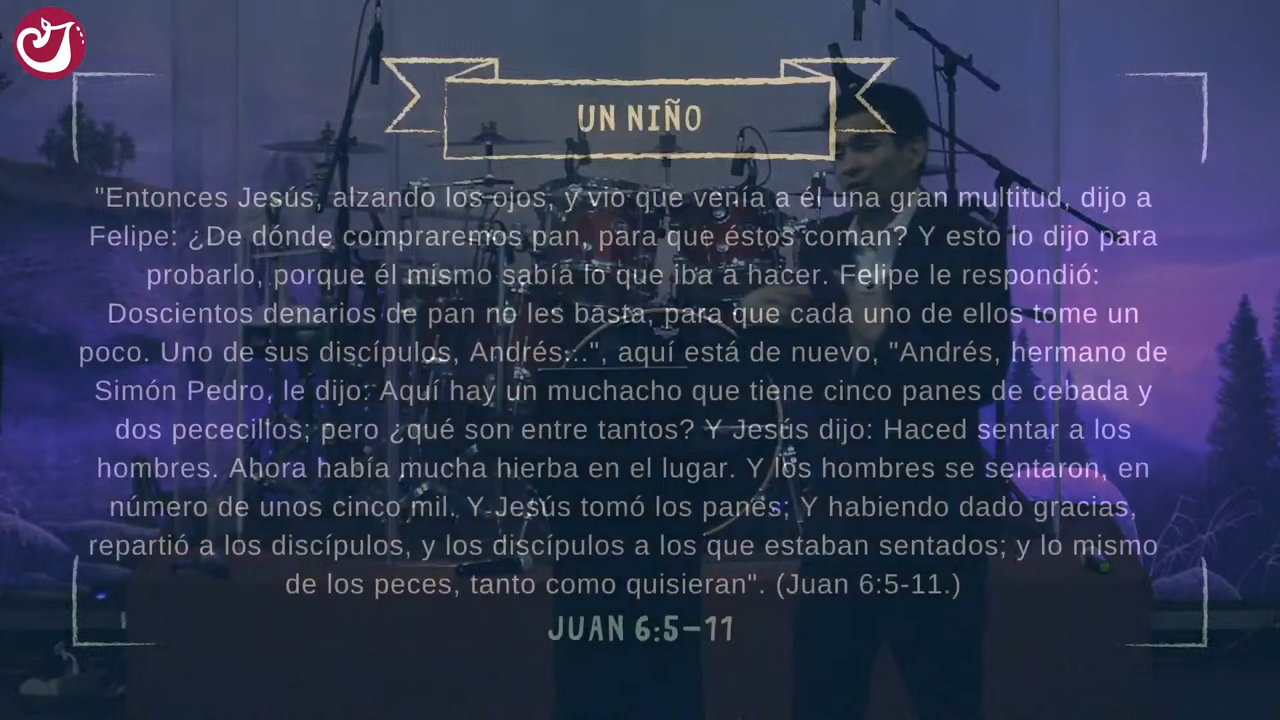 UN NIÑO
"Entonces Jesús, alzando los ojos, y vio que venía a él una gran multitud, dijo a
Felipe: ¿De dónde compraremos pan, para que éstos coman? Y esto lo dijo para
probarlo, porque él mismo sabía lo que iba a hacer. Felipe le respondió:
Doscientos denarios de pan no les basta, para que cada uno de ellos tome un
poco. Uno de sus discípulos, Andrés...", aquí está de nuevo, "Andrés, hermano de
Simón Pedro, le dijo: Aquí hay un muchacho que tiene cinco panes de cebada y
dos pececillos; pero ¿qué son entre tantos? Y Jesús dijo: Haced sentar a los
hombres. Ahora había mucha hierba en el lugar. Y los hombres se sentaron, en
número de unos cinco mil. Y Jesús tomó los panes; Y habiendo dado gracias,
repartió a los discípulos, y los discípulos a los que estaban sentados; y lo mismo
de los peces, tanto como quisieran". (Juan 6:5-11.)
JUAN 6:5–11